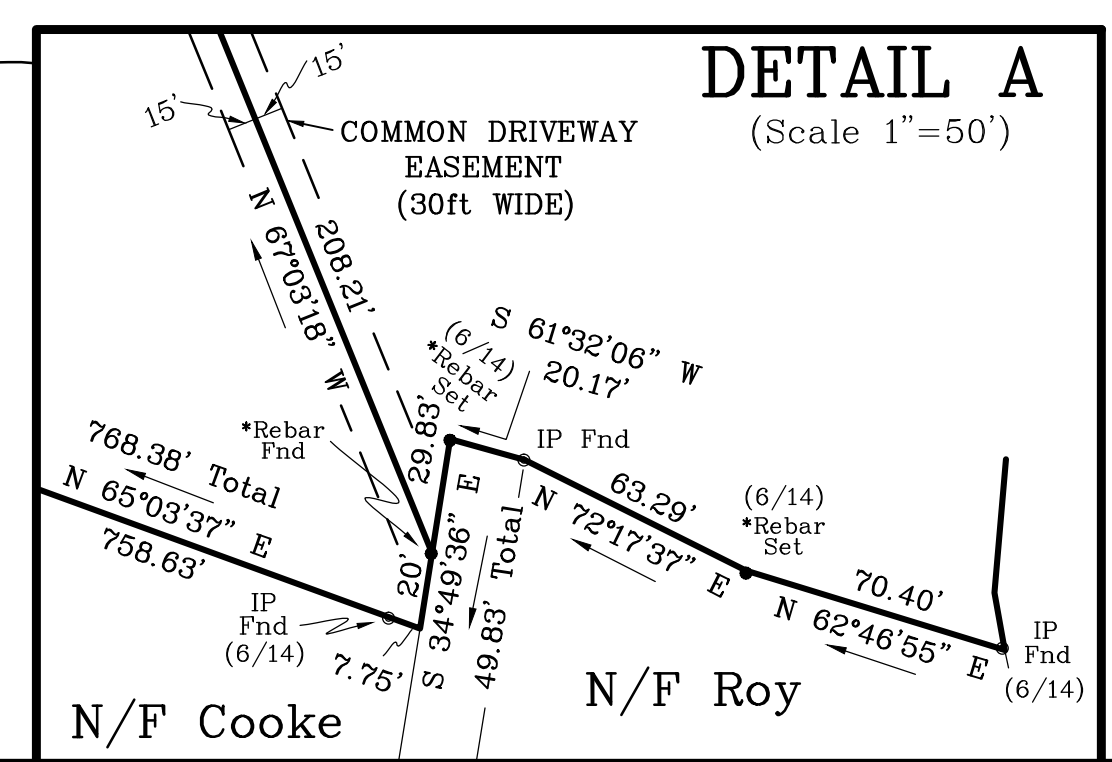 DETAIL A
(Scale 1"=50')
15'
15'
COMMON DRIVEWAY
EASEMENT
(30ft WIDE)
N 67°03'18" W
208.21'
S 61°32'06" W
20.17'
(6/14)
*Rebar
Set
29.83'
*Rebar
Fnd
768.38' Total
N 65°03'37" E
758.63'
IP Fnd
63.29'
N 72°17'37" E
(6/14)
*Rebar
Set
70.40'
N 62°46'55" E
IP
Fnd
(6/14)
20'
S 34°49'36" E
49.83' Total
IP
Fnd
(6/14)
7.75'
N/F Cooke
N/F Roy